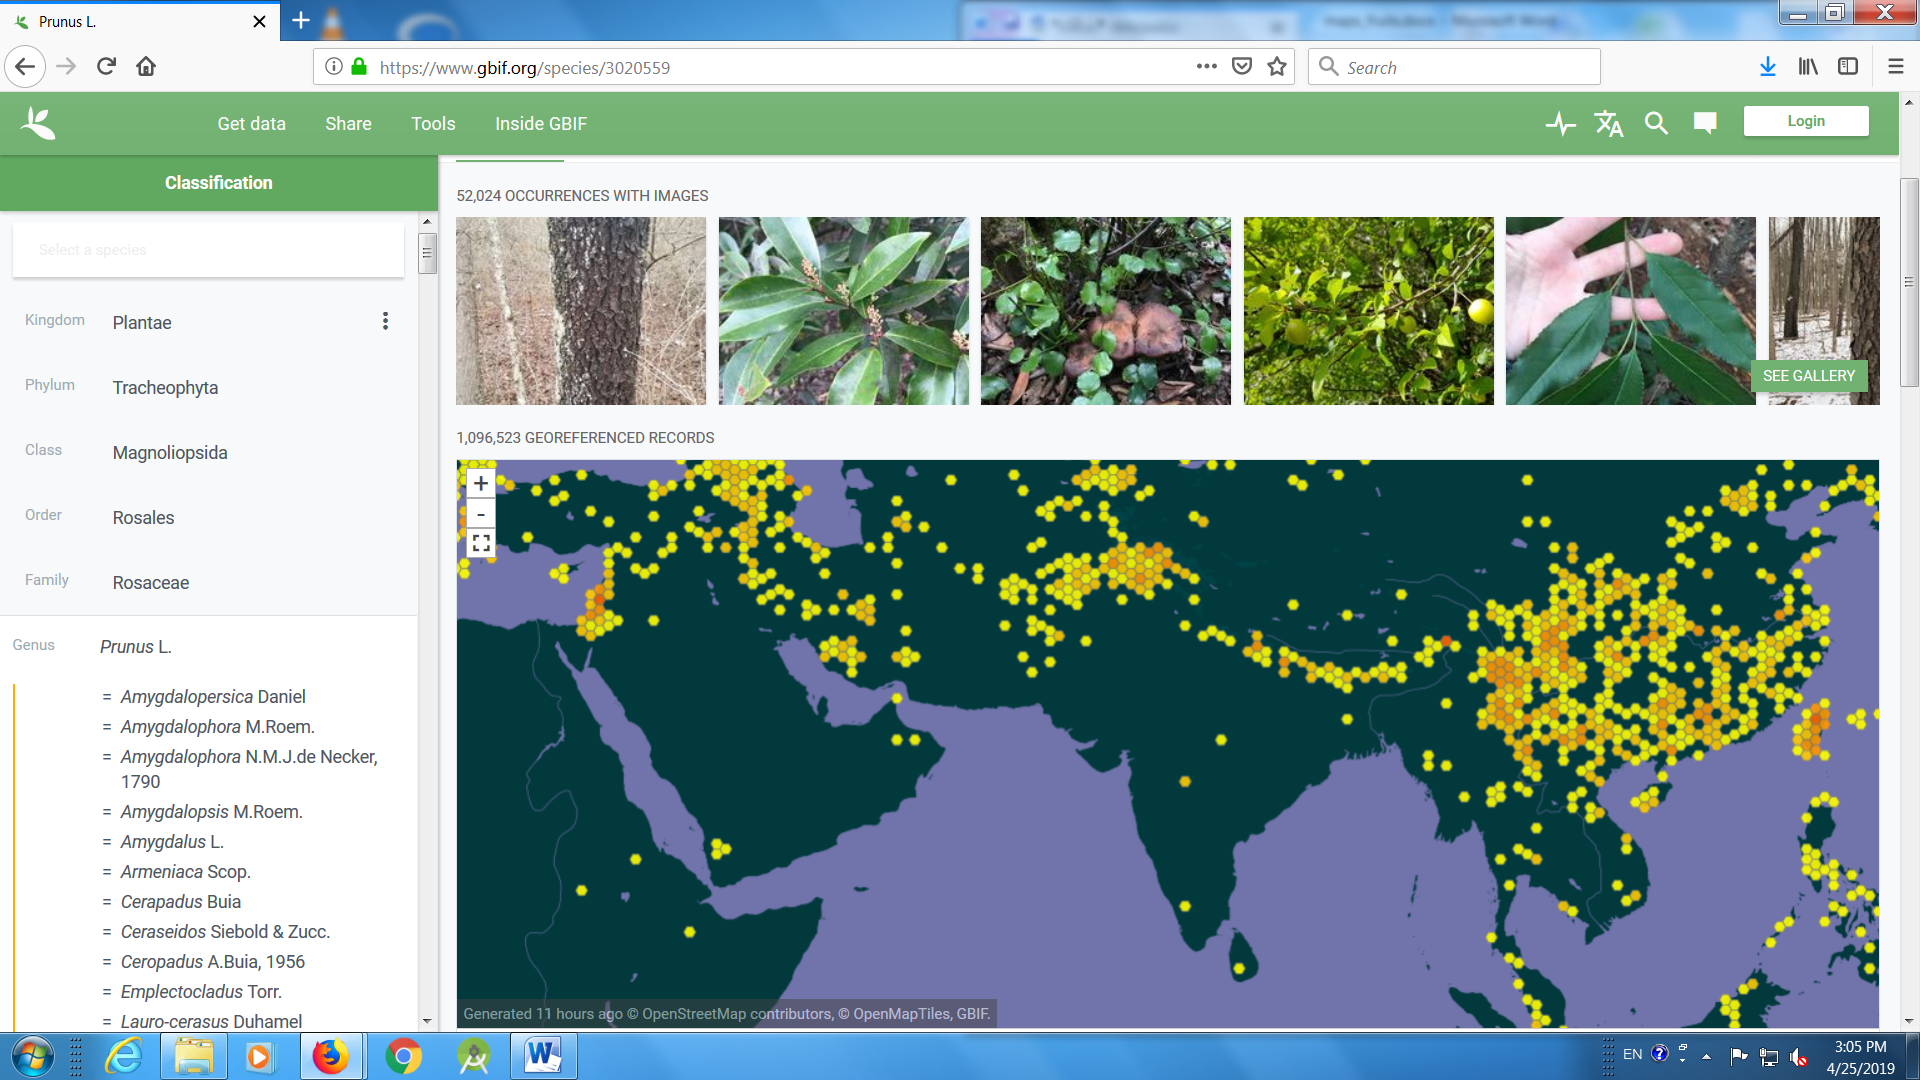 Prunus L.
https://www.gbif.org/species/3020559
Search
Get data
Share
Tools
Inside GBIF
Login
Classification
Select a species
Kingdom Plantae
Phylum Tracheophyta
Class Magnoliopsida
Order Rosales
Family Rosaceae
Genus Prunus L.
= Amygdalopersica Daniel
= Amygdalophora M.Roem.
= Amygdalophora N.M.J.de Necker,
1790
= Amygdalopsis M.Roem.
= Amygdalus L.
= Armeniaca Scop.
= Cerapadus Buia
= Ceraseidos Siebold & Zucc.
= Ceropadus A.Buia, 1956
= Emplectocladus Torr.
= Lauro-cerasus Duhamel
52,024 OCCURRENCES WITH IMAGES
SEE GALLERY
1,096,523 GEOREFERENCED RECORDS
+
-
Generated 11 hours ago © OpenStreetMap contributors, © OpenMapTiles, GBIF.
EN
3:05 PM
4/25/2019